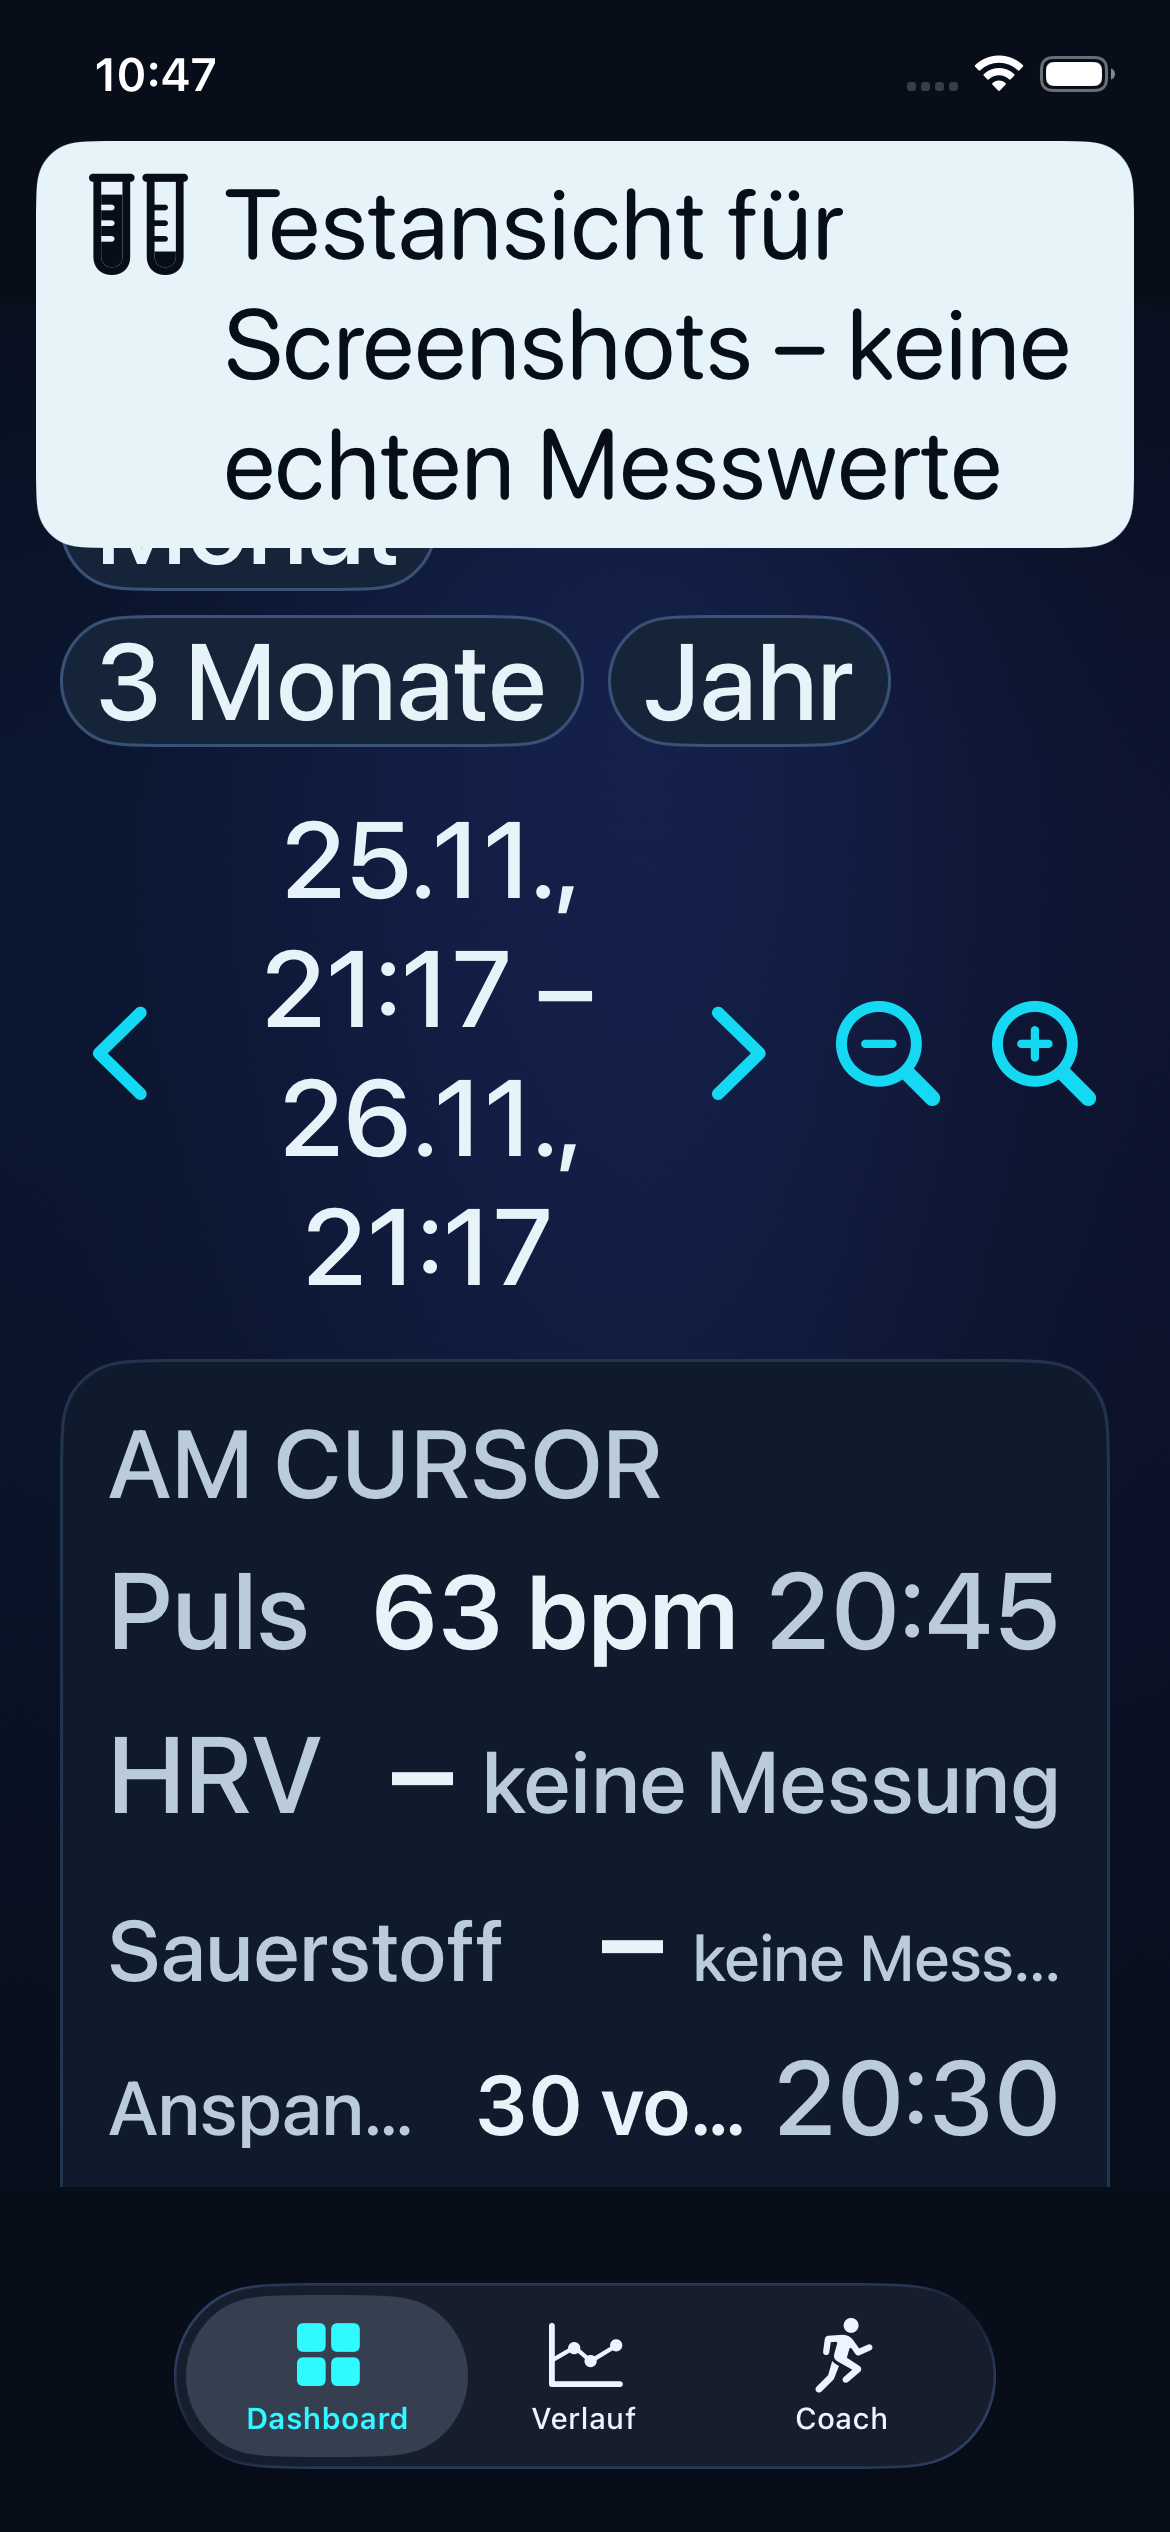 10:47
Testansicht für
Screenshots – keine
echten Messwerte
Monat
3 Monate
Jahr
25.11.,
21:17 –
26.11.,
21:17
AM CURSOR
Puls 63 bpm 20:45
HRV – keine Messung
Sauerstoff – keine Mess...
Anspan... 30 vo... 20:30
Dashboard
Verlauf
Coach